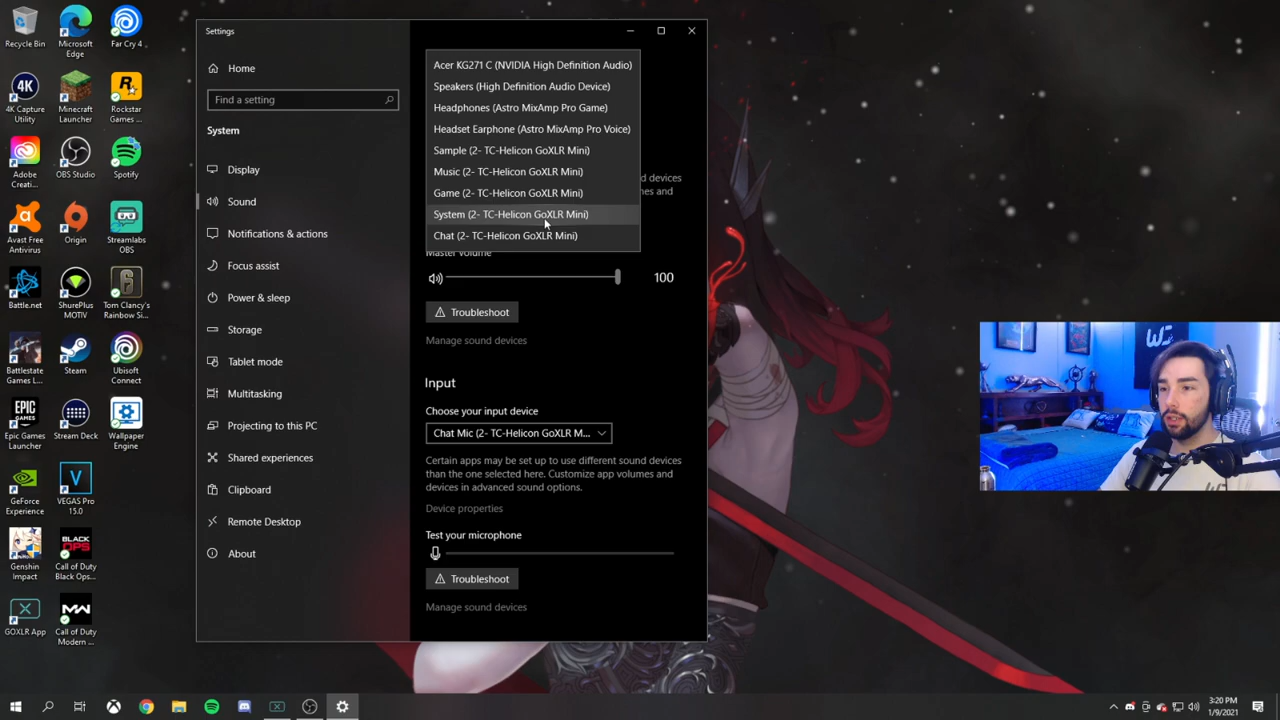 Recycle Bin
Microsoft
Edge
Far Cry 4
4K Capture
Utility
Minecraft
Launcher
Rockstar
Games ...
Adobe
Creati...
OBS Studio
Spotify
Avast Free
Antivirus
Origin
Streamlabs
OBS
Battle.net
ShurePlus
MOTIV
Tom Clancy's
Rainbow Si...
Battlestate
Games L...
Steam
Ubisoft
Connect
Epic Games
Launcher
Stream Deck
Wallpaper
Engine
GeForce
Experience
VEGAS Pro
15.0
Genshin
Impact
Call of Duty
Black Ops...
GOXLR App
Call of Duty
Modern ...
Settings
Home
Find a setting
System
Display
Sound
Notifications & actions
Focus assist
Power & sleep
Storage
Tablet mode
Multitasking
Projecting to this PC
Shared experiences
Clipboard
Remote Desktop
About
Acer KG271 C (NVIDIA High Definition Audio)
Speakers (High Definition Audio Device)
Headphones (Astro MixAmp Pro Game)
Headset Earphone (Astro MixAmp Pro Voice)
Sample (2- TC-Helicon GoXLR Mini)
Music (2- TC-Helicon GoXLR Mini)
d devices
Game (2- TC-Helicon GoXLR Mini)
nes and
System (2- TC-Helicon GoXLR Mini)
Chat (2- TC-Helicon GoXLR Mini)
Master volume
100
Troubleshoot
Manage sound devices
Input
Choose your input device
Chat Mic (2- TC-Helicon GoXLR M...
Certain apps may be set up to use different sound devices
than the one selected here. Customize app volumes and
devices in advanced sound options.
Device properties
Test your microphone
Troubleshoot
Manage sound devices
3:20 PM
1/9/2021